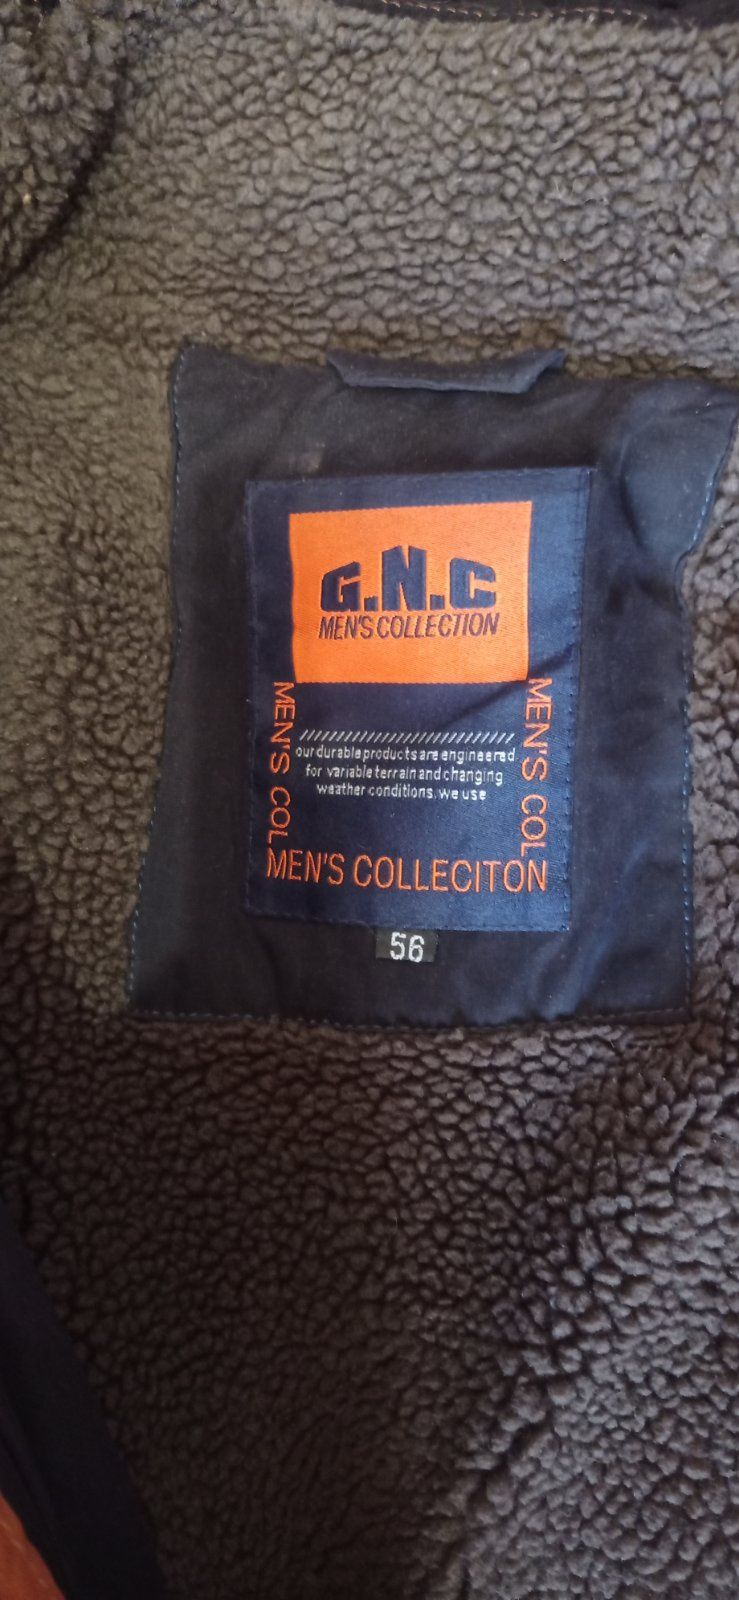 G.N.C
MEN'S COLLECTION
MEN'S COL
MEN'S COL
our durable products are engineered
for variable terrain and changing
weather conditions. we use
MEN'S COLLECITON
56